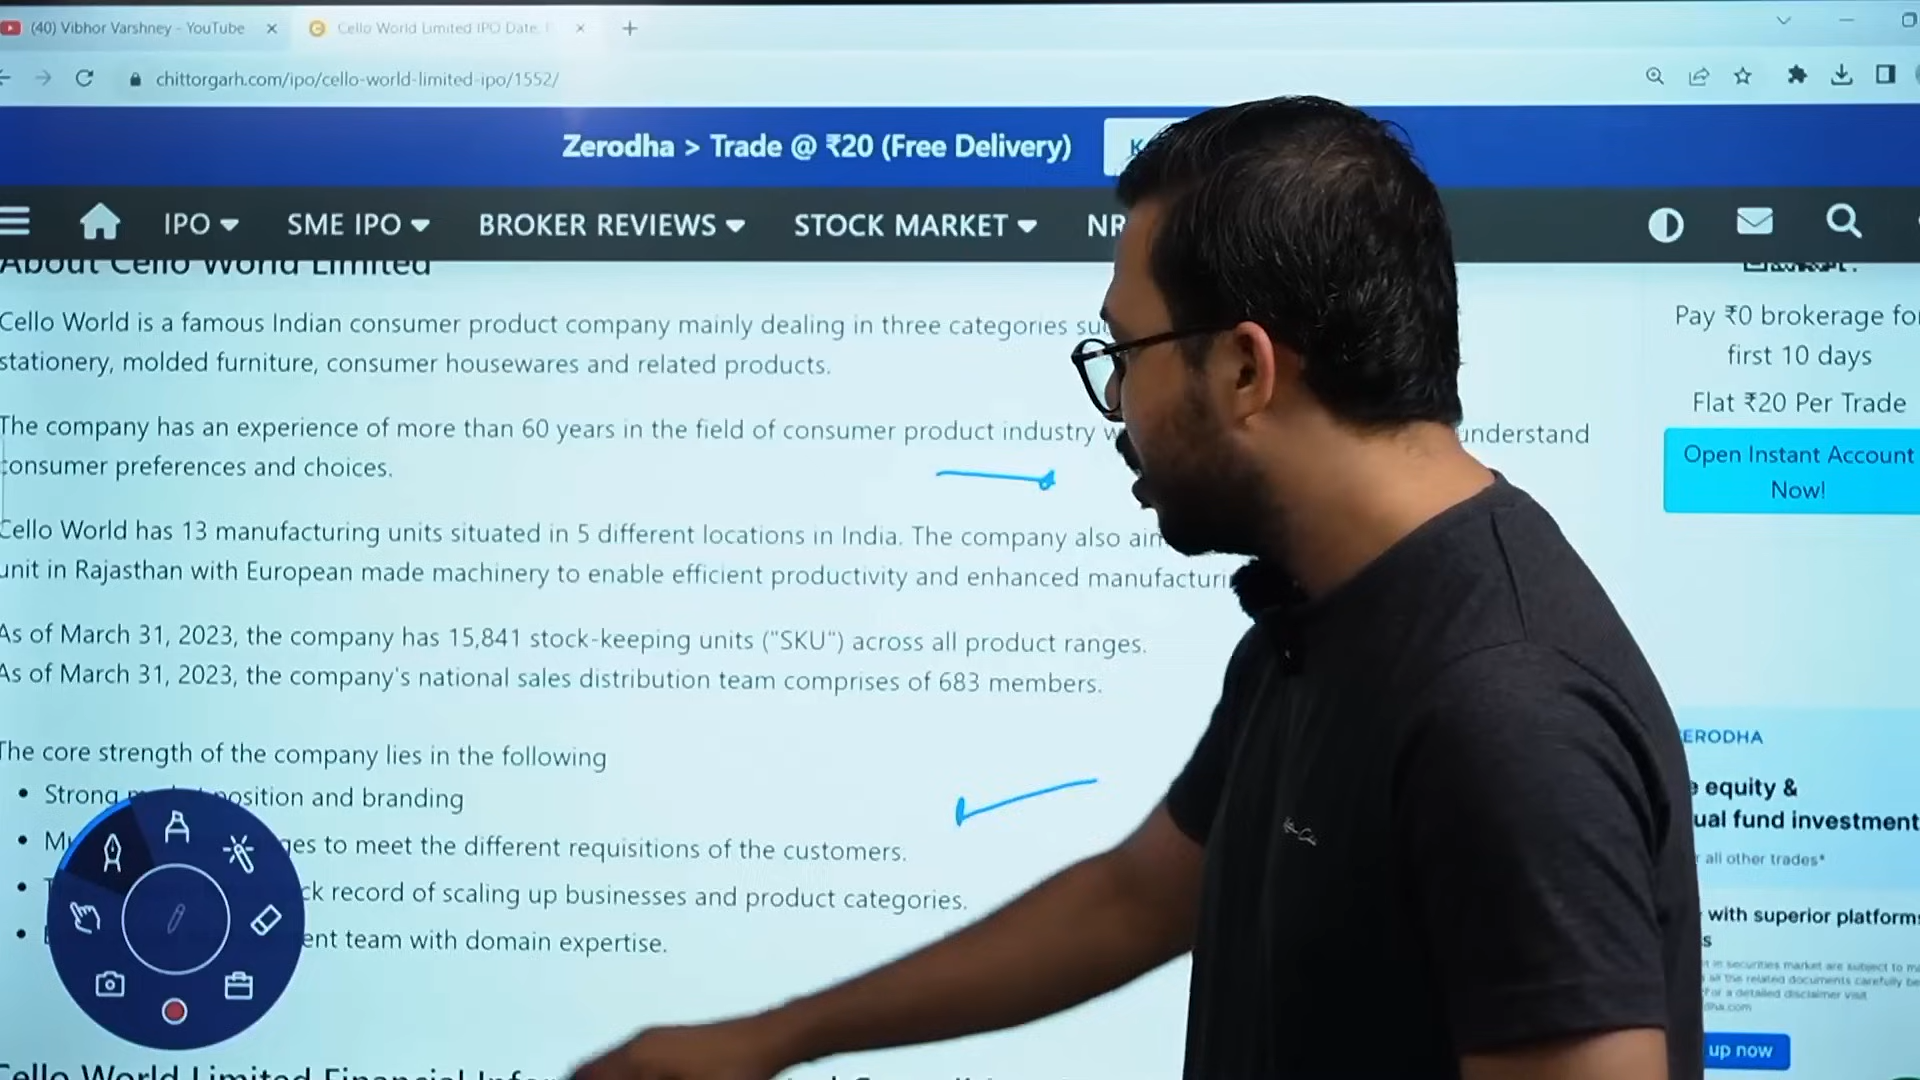 (40) Vibhor Varshney - YouTube
Cello World Limited IPO Date,
chittorgarh.com/ipo/cello-world-limited-ipo/1552/
Zerodha > Trade @ ₹20 (Free Delivery)
IPO
SME IPO
BROKER REVIEWS
STOCK MARKET
NR
About Cello World Limited
Cello World is a famous Indian consumer product company mainly dealing in three categories
stationery, molded furniture, consumer housewares and related products.
The company has an experience of more than 60 years in the field of consumer product industry understand
consumer preferences and choices.
Cello World has 13 manufacturing units situated in 5 different locations in India. The company also
unit in Rajasthan with European made machinery to enable efficient productivity and enhanced
As of March 31, 2023, the company has 15,841 stock-keeping units ("SKU") across all product ranges.
As of March 31, 2023, the company's national sales distribution team comprises of 683 members.
The core strength of the company lies in the following
Strong position and branding
to meet the different requisitions of the customers.
record of scaling up businesses and product categories.
team with domain expertise.
Cello World Limited Financial
Pay ₹0 brokerage for
first 10 days
Flat ₹20 Per Trade
Open Instant Account
Now!
ERODHA
equity &
ual fund investment
all other trades*
with superior platform
up now